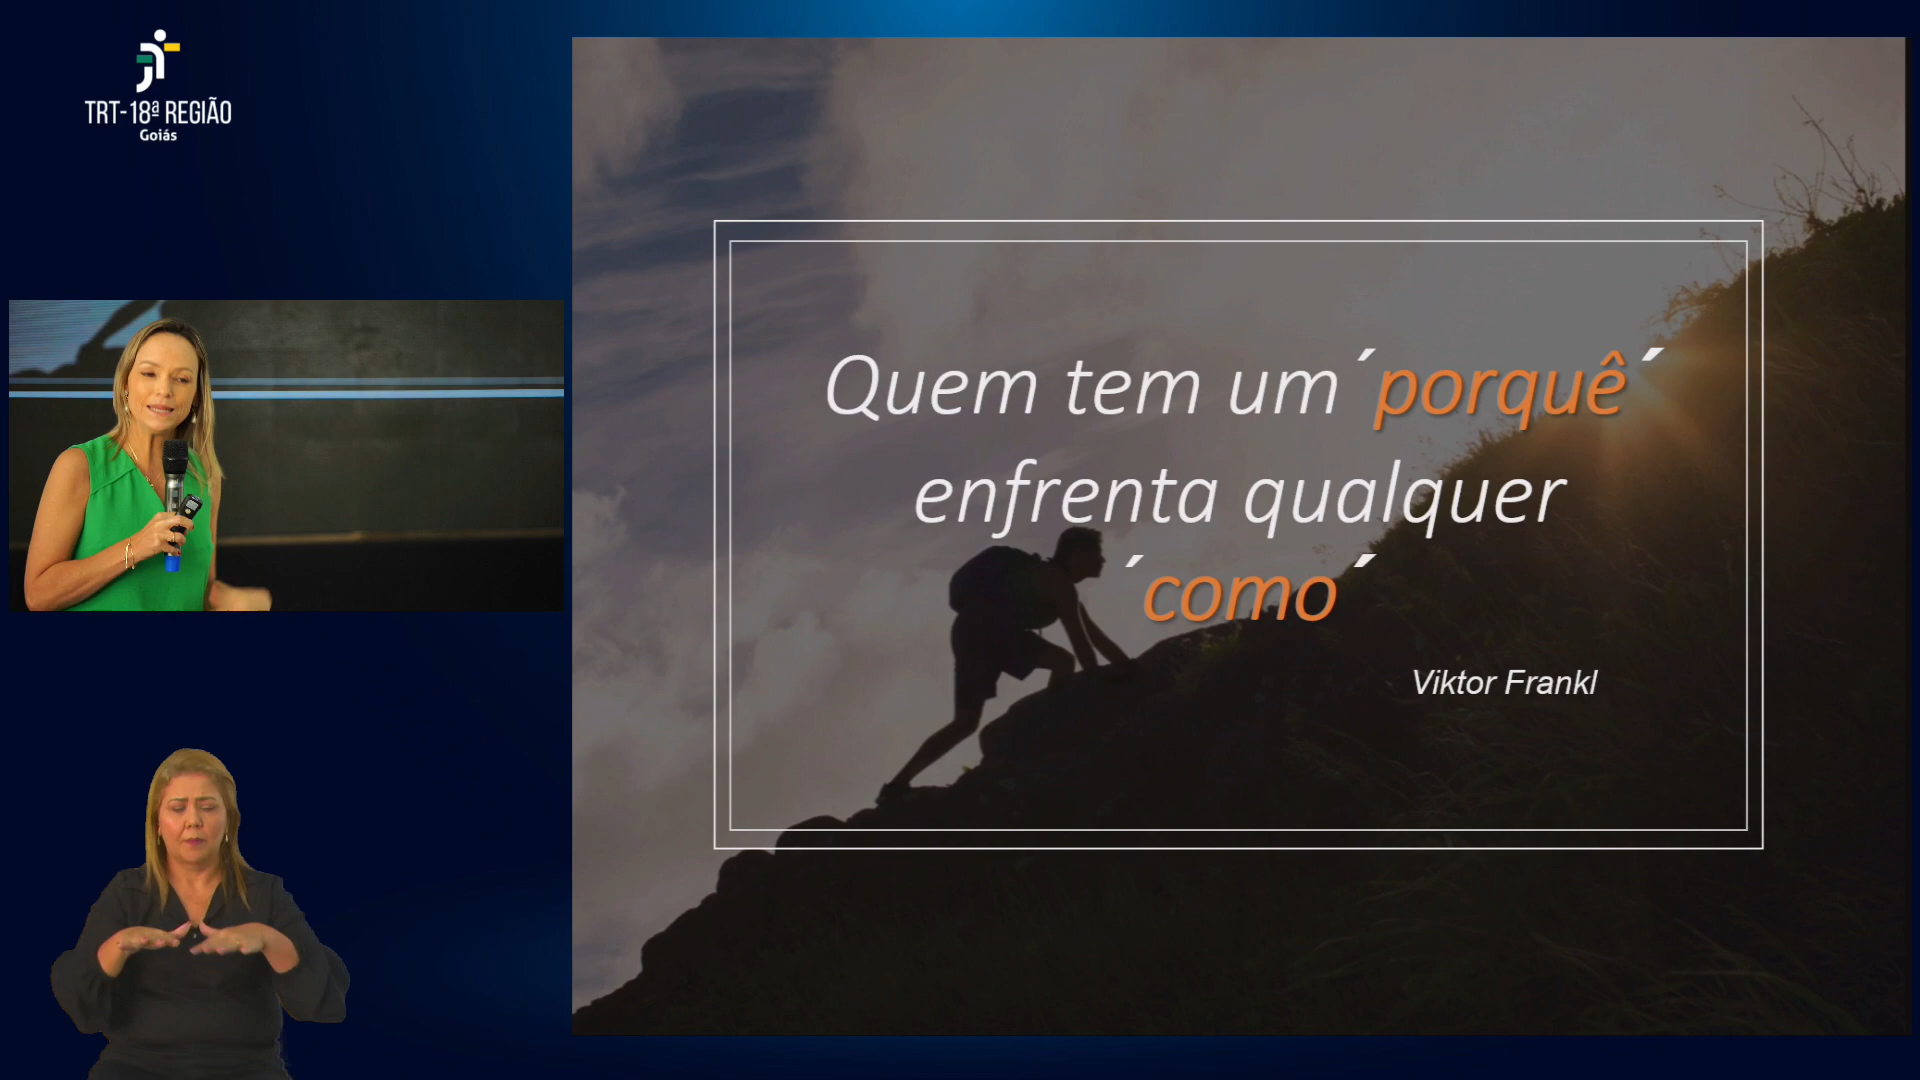 TRT-18ª REGIÃO
Goiás
Quem tem um ´porquê´
enfrenta qualquer
´como´
Viktor Frankl